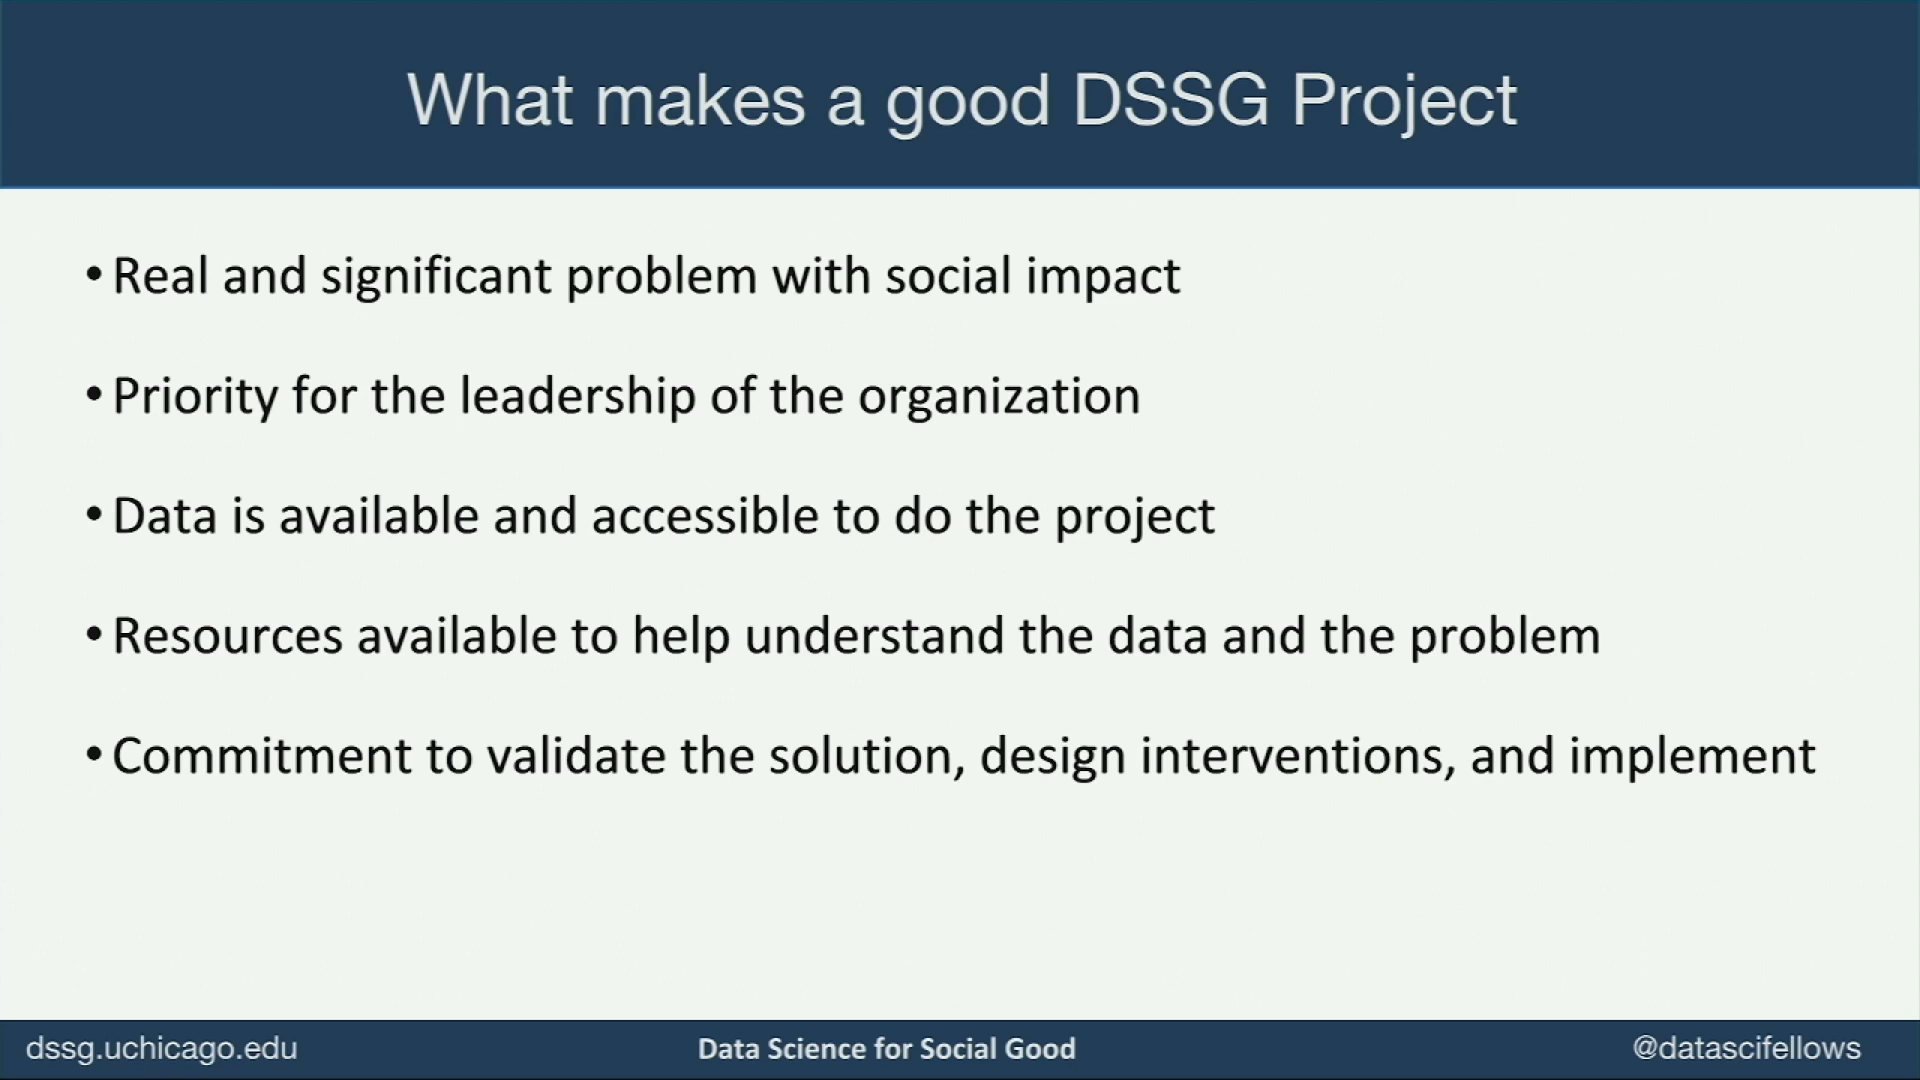 What makes a good DSSG Project
• Real and significant problem with social impact
• Priority for the leadership of the organization
• Data is available and accessible to do the project
• Resources available to help understand the data and the problem
• Commitment to validate the solution, design interventions, and implement
dssg.uchicago.edu
Data Science for Social Good
@datascifellows